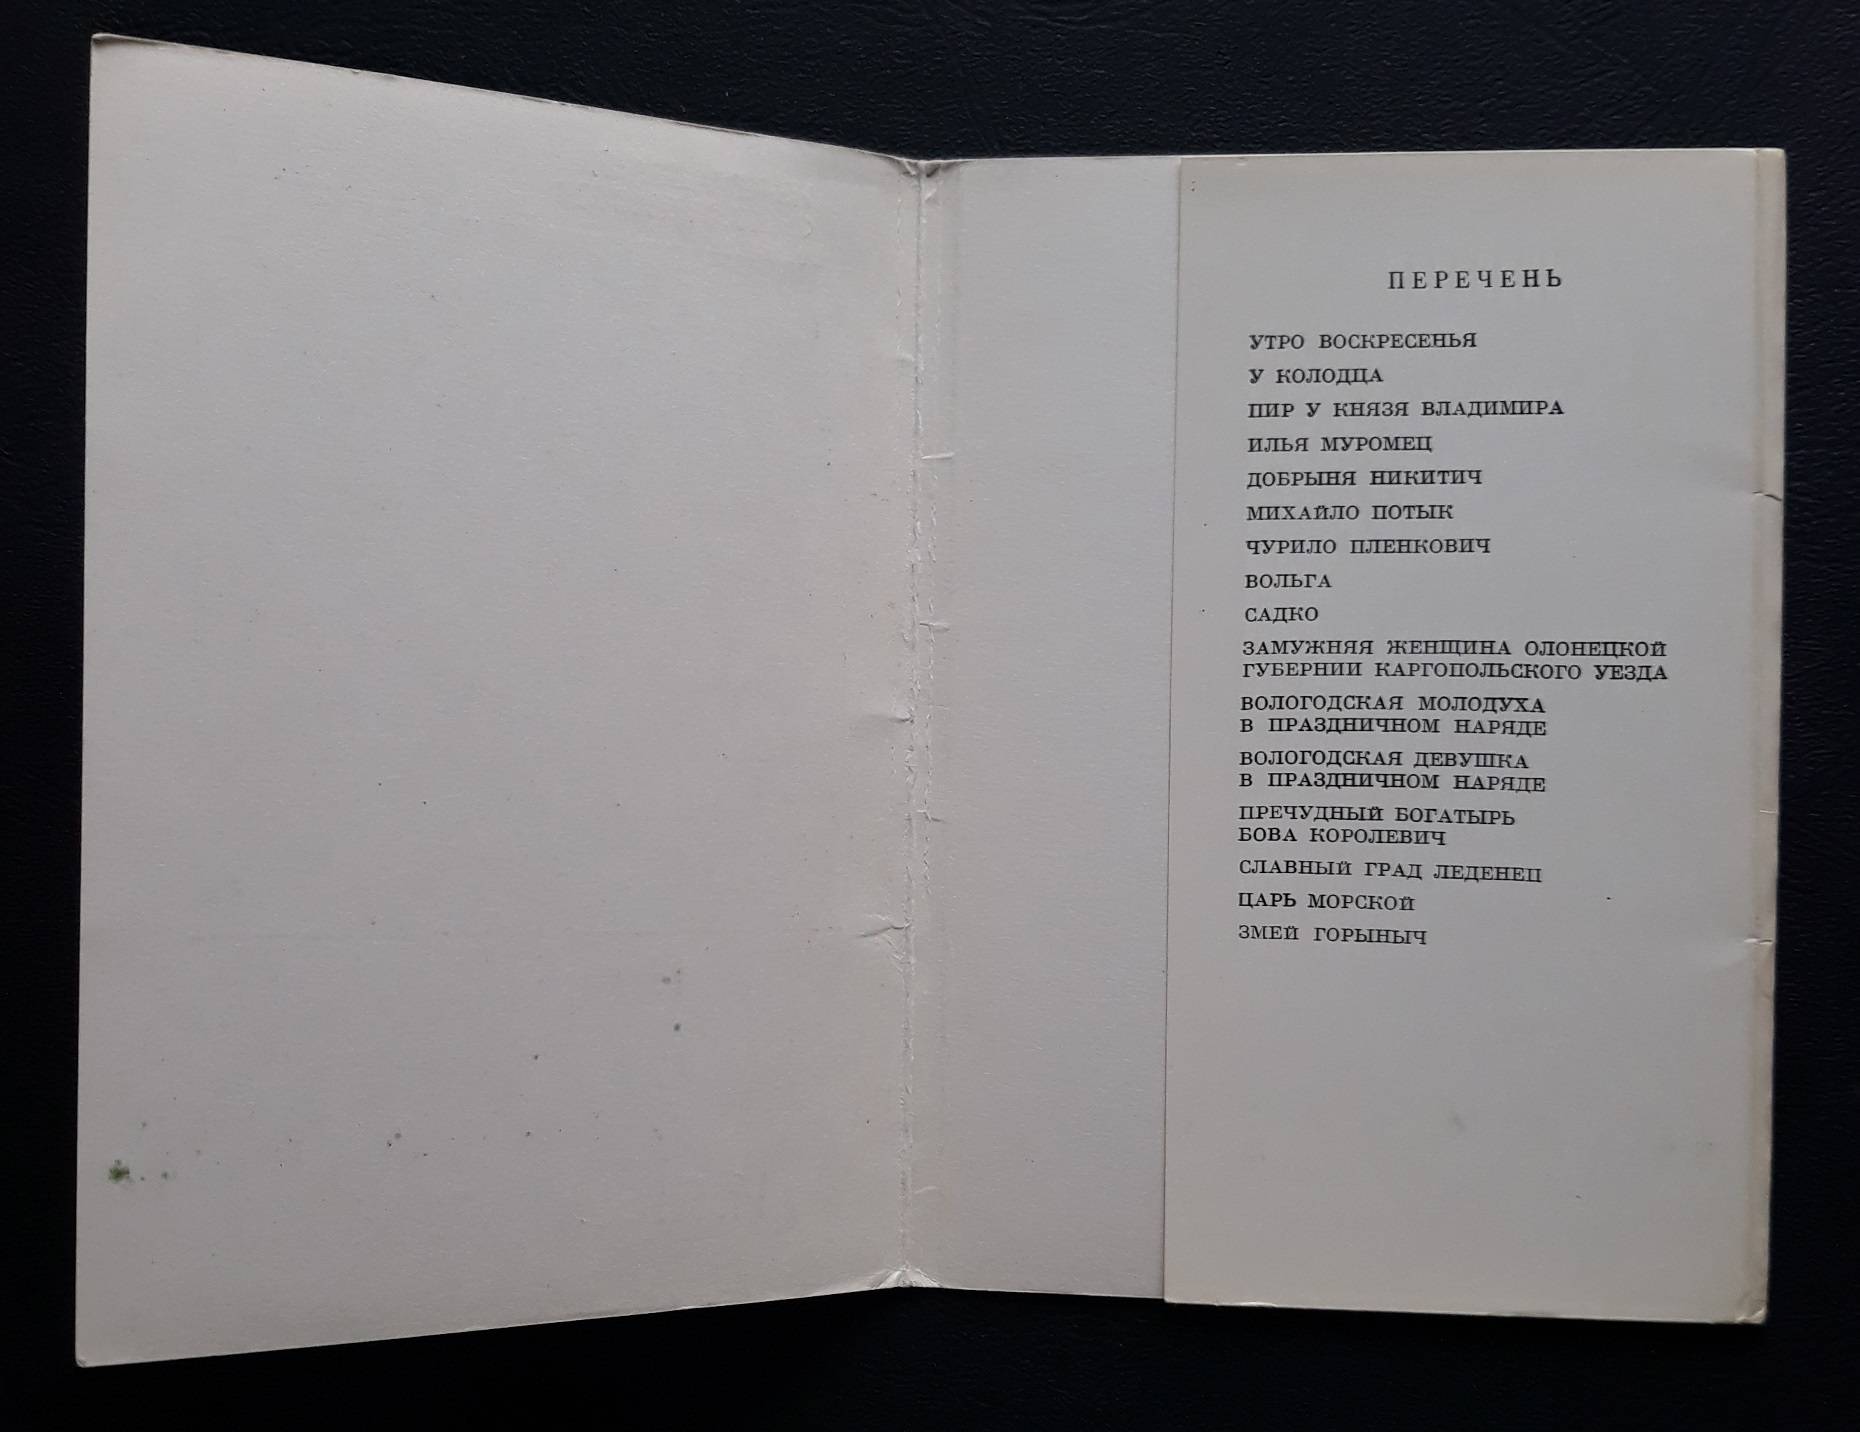 ПЕРЕЧЕНЬ
УТРО ВОСКРЕСЕНЬЯ
У КОЛОДЦА
ПИР У КНЯЗЯ ВЛАДИМИРА
ИЛЬЯ МУРОМЕЦ
ДОБРЫНЯ НИКИТИЧ
МИХАЙЛО ПОТЫК
ЧУРИЛО ПЛЕНКОВИЧ
ВОЛЬГА
САДКО
ЗАМУЖНЯЯ ЖЕНЩИНА ОЛОНЕЦКОЙ
ГУБЕРНИИ КАРГОПОЛЬСКОГО УЕЗДА
ВОЛОГОДСКАЯ МОЛОДУХА
В ПРАЗДНИЧНОМ НАРЯДЕ
ВОЛОГОДСКАЯ ДЕВУШКА
В ПРАЗДНИЧНОМ НАРЯДЕ
ПРЕЧУДНЫЙ БОГАТЫРЬ
БОВА КОРОЛЕВИЧ
СЛАВНЫЙ ГРАД ЛЕДЕНЕЦ
ЦАРЬ МОРСКОЙ
ЗМЕЙ ГОРЫНЫЧ